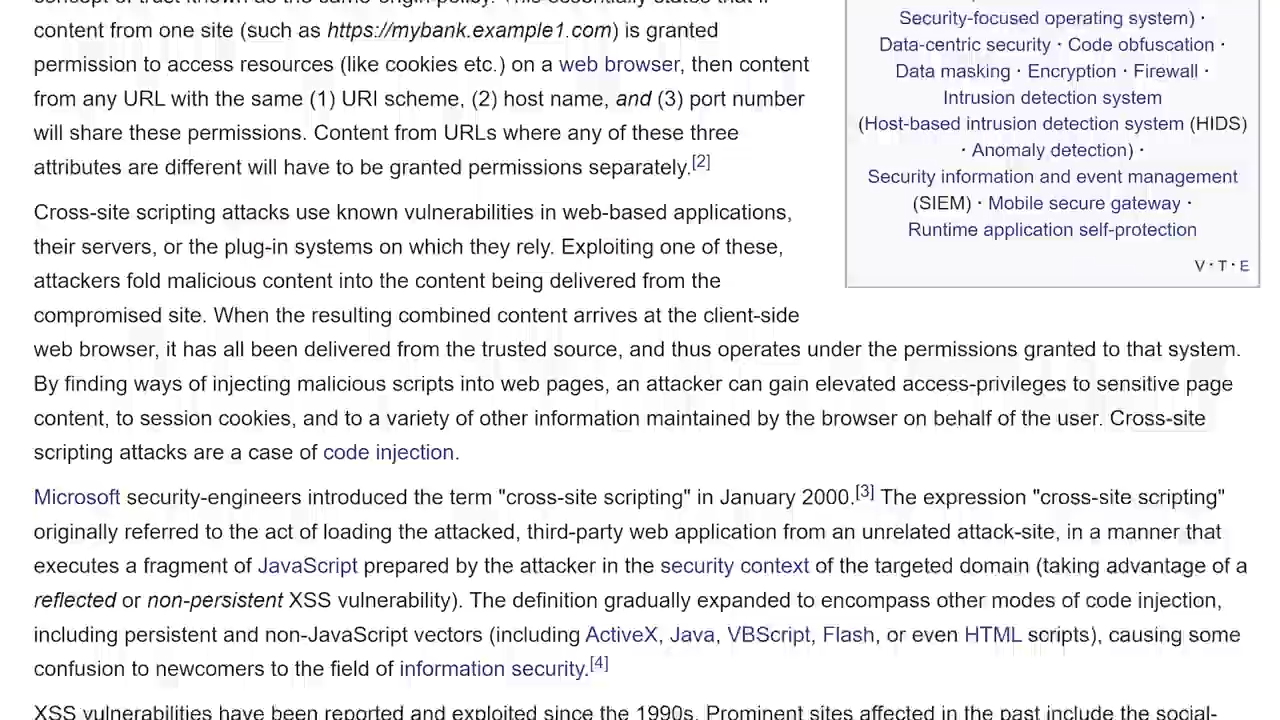 content from one site (such as https://mybank.example1.com) is granted
permission to access resources (like cookies etc.) on a web browser, then content
from any URL with the same (1) URI scheme, (2) host name, and (3) port number
will share these permissions. Content from URLs where any of these three
attributes are different will have to be granted permissions separately.[2]
Cross-site scripting attacks use known vulnerabilities in web-based applications,
their servers, or the plug-in systems on which they rely. Exploiting one of these,
attackers fold malicious content into the content being delivered from the
compromised site. When the resulting combined content arrives at the client-side
web browser, it has all been delivered from the trusted source, and thus operates under the permissions granted to that system.
By finding ways of injecting malicious scripts into web pages, an attacker can gain elevated access-privileges to sensitive page
content, to session cookies, and to a variety of other information maintained by the browser on behalf of the user. Cross-site
scripting attacks are a case of code injection.
Microsoft security-engineers introduced the term "cross-site scripting" in January 2000.[3] The expression "cross-site scripting"
originally referred to the act of loading the attacked, third-party web application from an unrelated attack-site, in a manner that
executes a fragment of JavaScript prepared by the attacker in the security context of the targeted domain (taking advantage of a
reflected or non-persistent XSS vulnerability). The definition gradually expanded to encompass other modes of code injection,
including persistent and non-JavaScript vectors (including ActiveX, Java, VBScript, Flash, or even HTML scripts), causing some
confusion to newcomers to the field of information security.[4]
XSS vulnerabilities have been reported and exploited since the 1990s. Prominent sites affected in the past include the social-
Security-focused operating system) ·
Data-centric security · Code obfuscation ·
Data masking · Encryption · Firewall ·
Intrusion detection system
(Host-based intrusion detection system (HIDS)
· Anomaly detection) ·
Security information and event management
(SIEM) · Mobile secure gateway ·
Runtime application self-protection
V · T · E